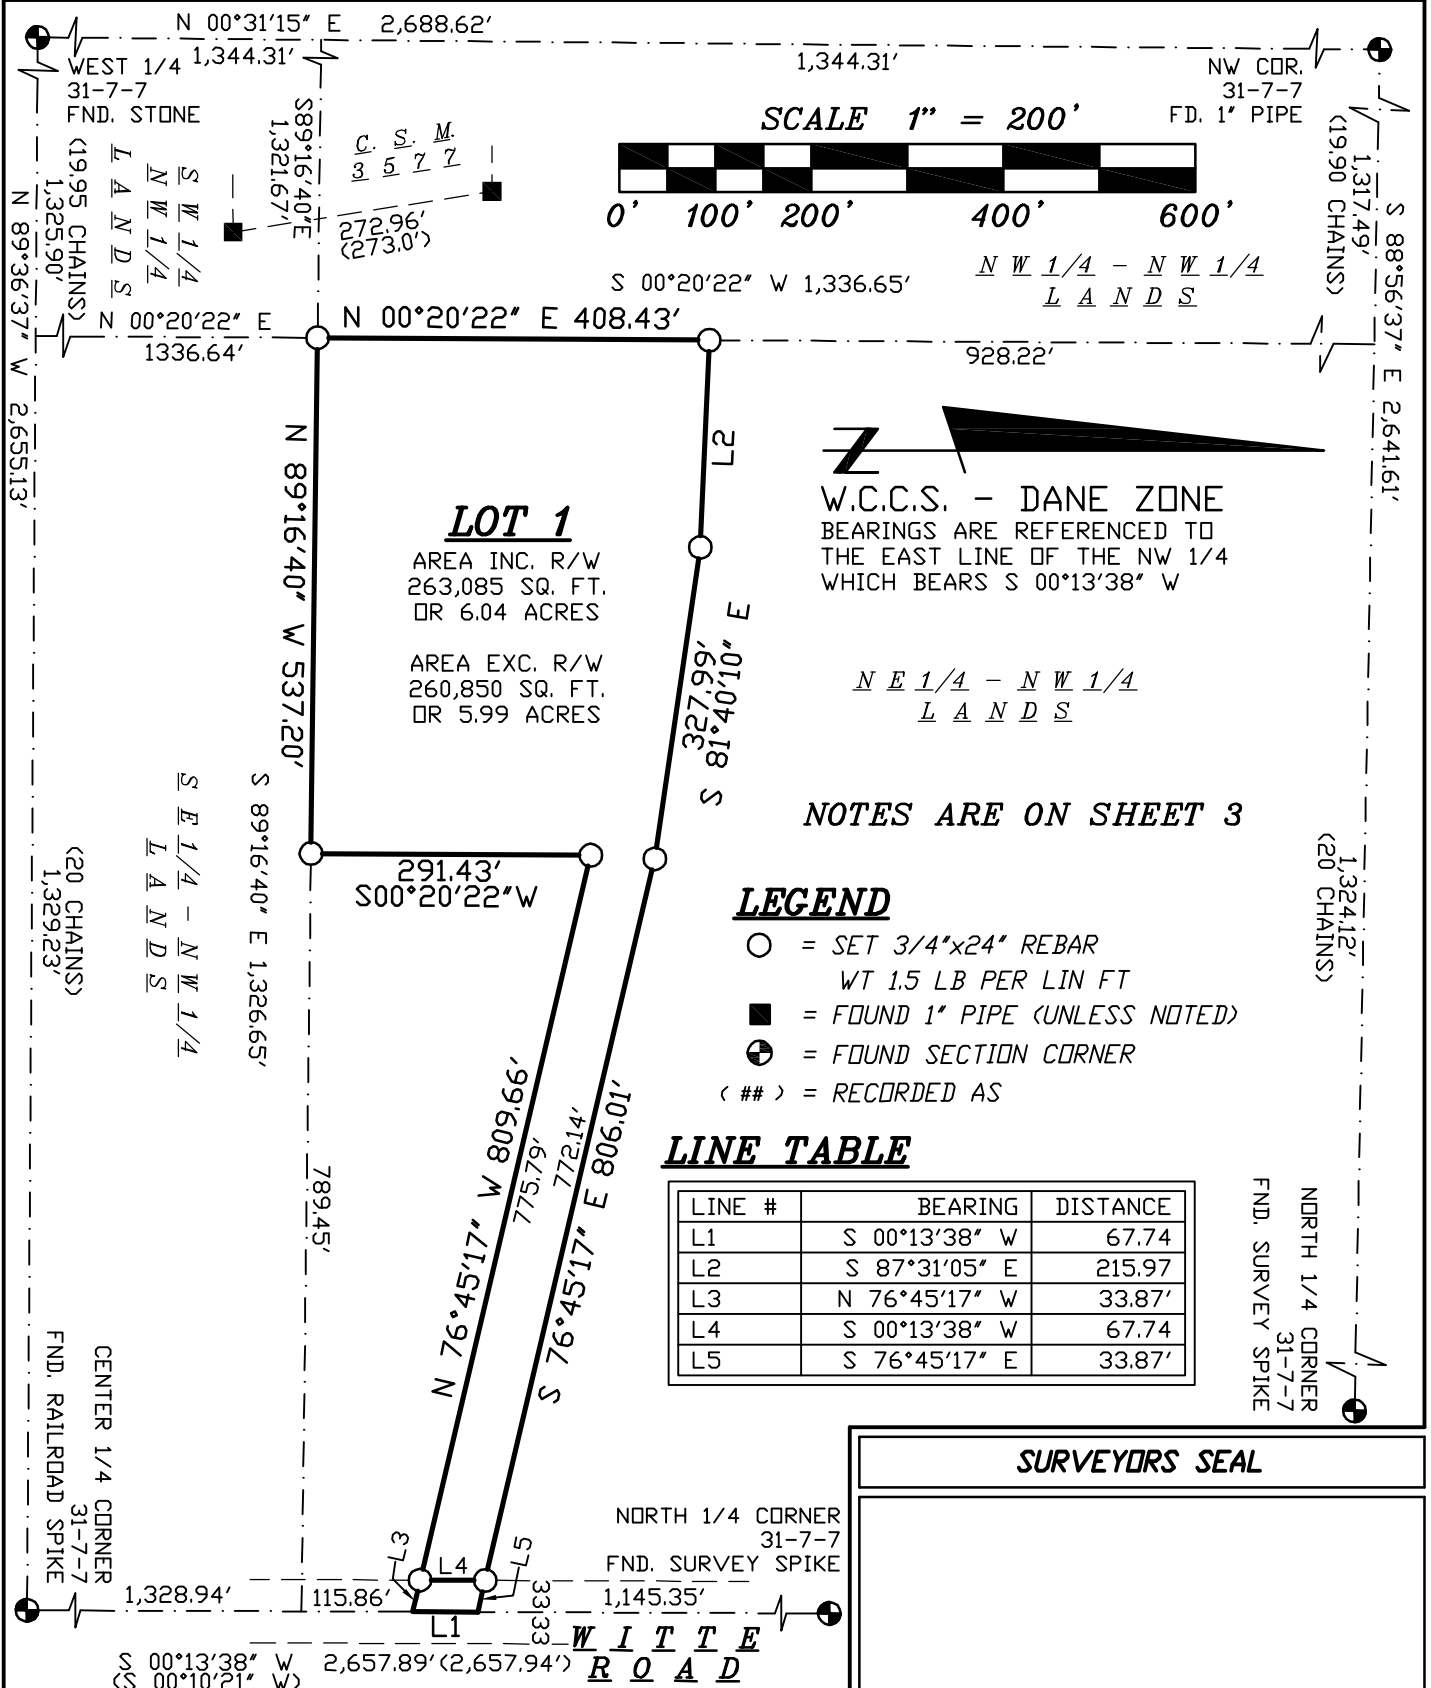 N 00°31'15" E 2,688.62'
1,344.31'
1,344.31'
WEST 1/4
31-7-7
FND. STONE
NW COR.
31-7-7
FD. 1" PIPE
S89°16'40"E
1,321.67'
C. S. M.
3 5 7 7
272.96'
(273.0')
SCALE 1" = 200'
0' 100' 200' 400' 600'
(19.95 CHAINS)
1,325.90'
S W 1/4
N W 1/4
L A N D S
N 89°36'37" W 2,655.13'
1,317.49'
(19.90 CHAINS)
S 88°56'37" E 2,641.61'
S 00°20'22" W 1,336.65'
N W 1/4 - N W 1/4
L A N D S
N 00°20'22" E
1336.64'
N 00°20'22" E 408.43'
928.22'
N 89°16'40" W 537.20'
L2
LOT 1
AREA INC. R/W
263,085 SQ. FT.
OR 6.04 ACRES
AREA EXC. R/W
260,850 SQ. FT.
OR 5.99 ACRES
N
W.C.C.S. - DANE ZONE
BEARINGS ARE REFERENCED TO
THE EAST LINE OF THE NW 1/4
WHICH BEARS S 00°13'38" W
327.99'
S 81°40'10" E
N E 1/4 - N W 1/4
L A N D S
NOTES ARE ON SHEET 3
S 89°16'40" E 1,326.65'
S E 1/4 - N W 1/4
L A N D S
(20 CHAINS)
1,329.23'
1,324.12'
(20 CHAINS)
291.43'
S00°20'22"W
LEGEND
= SET 3/4"x24" REBAR
WT 1.5 LB PER LIN FT
= FOUND 1" PIPE (UNLESS NOTED)
= FOUND SECTION CORNER
( ## ) = RECORDED AS
N 76°45'17" W 809.66'
775.79'
772.14'
S 76°45'17" E 806.01'
789.45'
LINE TABLE
LINE # BEARING DISTANCE
L1 S 00°13'38" W 67.74
L2 S 87°31'05" E 215.97
L3 N 76°45'17" W 33.87'
L4 S 00°13'38" W 67.74
L5 S 76°45'17" E 33.87'
NORTH 1/4 CORNER
31-7-7
FND. SURVEY SPIKE
CENTER 1/4 CORNER
31-7-7
FND. RAILROAD SPIKE
SURVEYORS SEAL
NORTH 1/4 CORNER
31-7-7
FND. SURVEY SPIKE
L3
L4
L5
1,328.94'
115.86'
33
33
1,145.35'
L1
W I T T E
R O A D
S 00°13'38" W 2,657.89'(2,657.94')
(S 00°10'21" W)